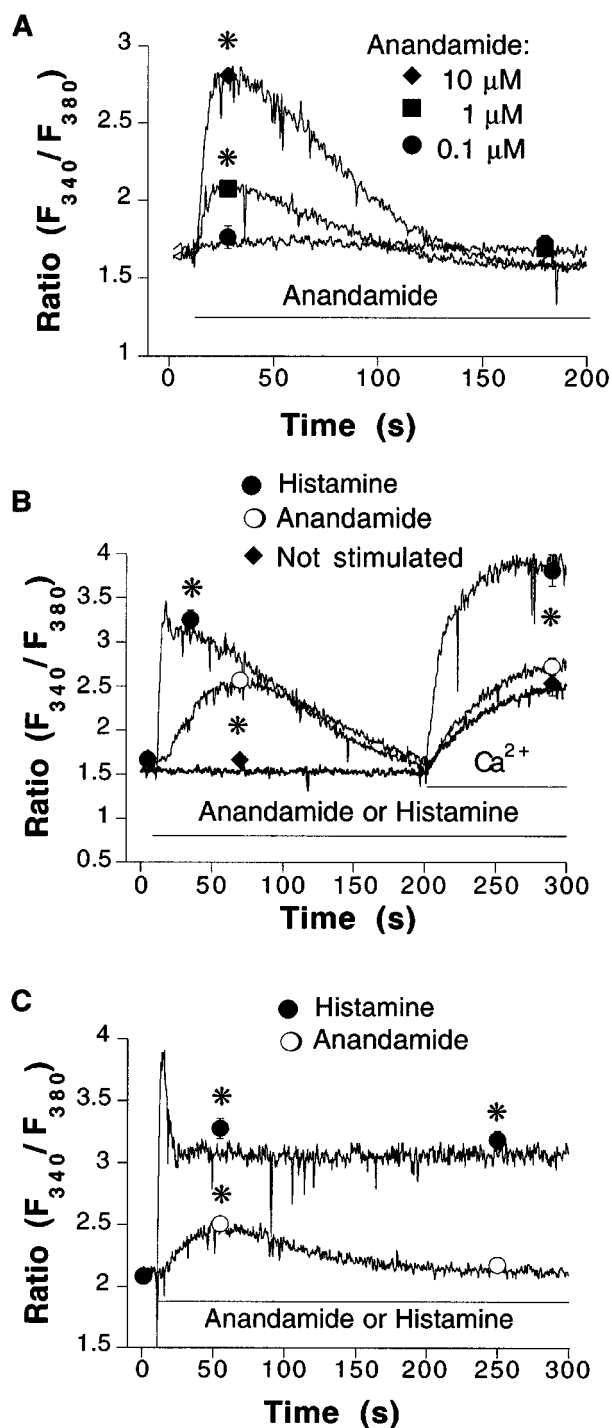 A
Anandamide:
10 µM
1 µM
0.1 µM
Ratio (F340/F380)
3
2.5
2
1.5
1
*
*
Anandamide
0 50 100 150 200
Time (s)
B
Histamine
Anandamide
Not stimulated
Ratio (F340/F380)
4
3.5
3
2.5
2
1.5
1
0.5
*
*
*
Ca2+
Anandamide or Histamine
0 50 100 150 200 250 300
Time (s)
C
Histamine
Anandamide
Ratio (F340/F380)
4
3.5
3
2.5
2
1.5
*
*
*
Anandamide or Histamine
0 50 100 150 200 250 300
Time (s)